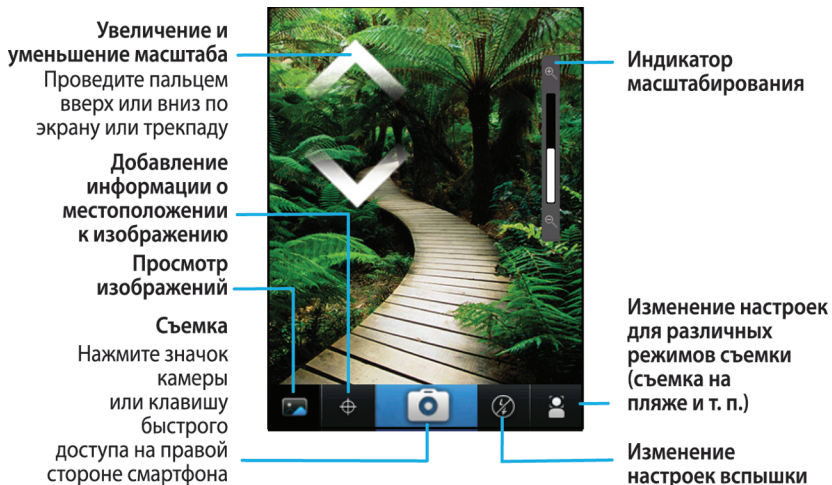 Увеличение и
уменьшение масштаба
Проведите пальцем
вверх или вниз по
экрану или трекпаду
Добавление
информации о
местоположении
к изображению
Просмотр
изображений
Съемка
Нажмите значок
камеры
или клавишу
быстрого
доступа на правой
стороне смартфона
Индикатор
масштабирования
Изменение настроек
для различных
режимов съемки
(съемка на
пляже и т. п.)
Изменение
настроек вспышки